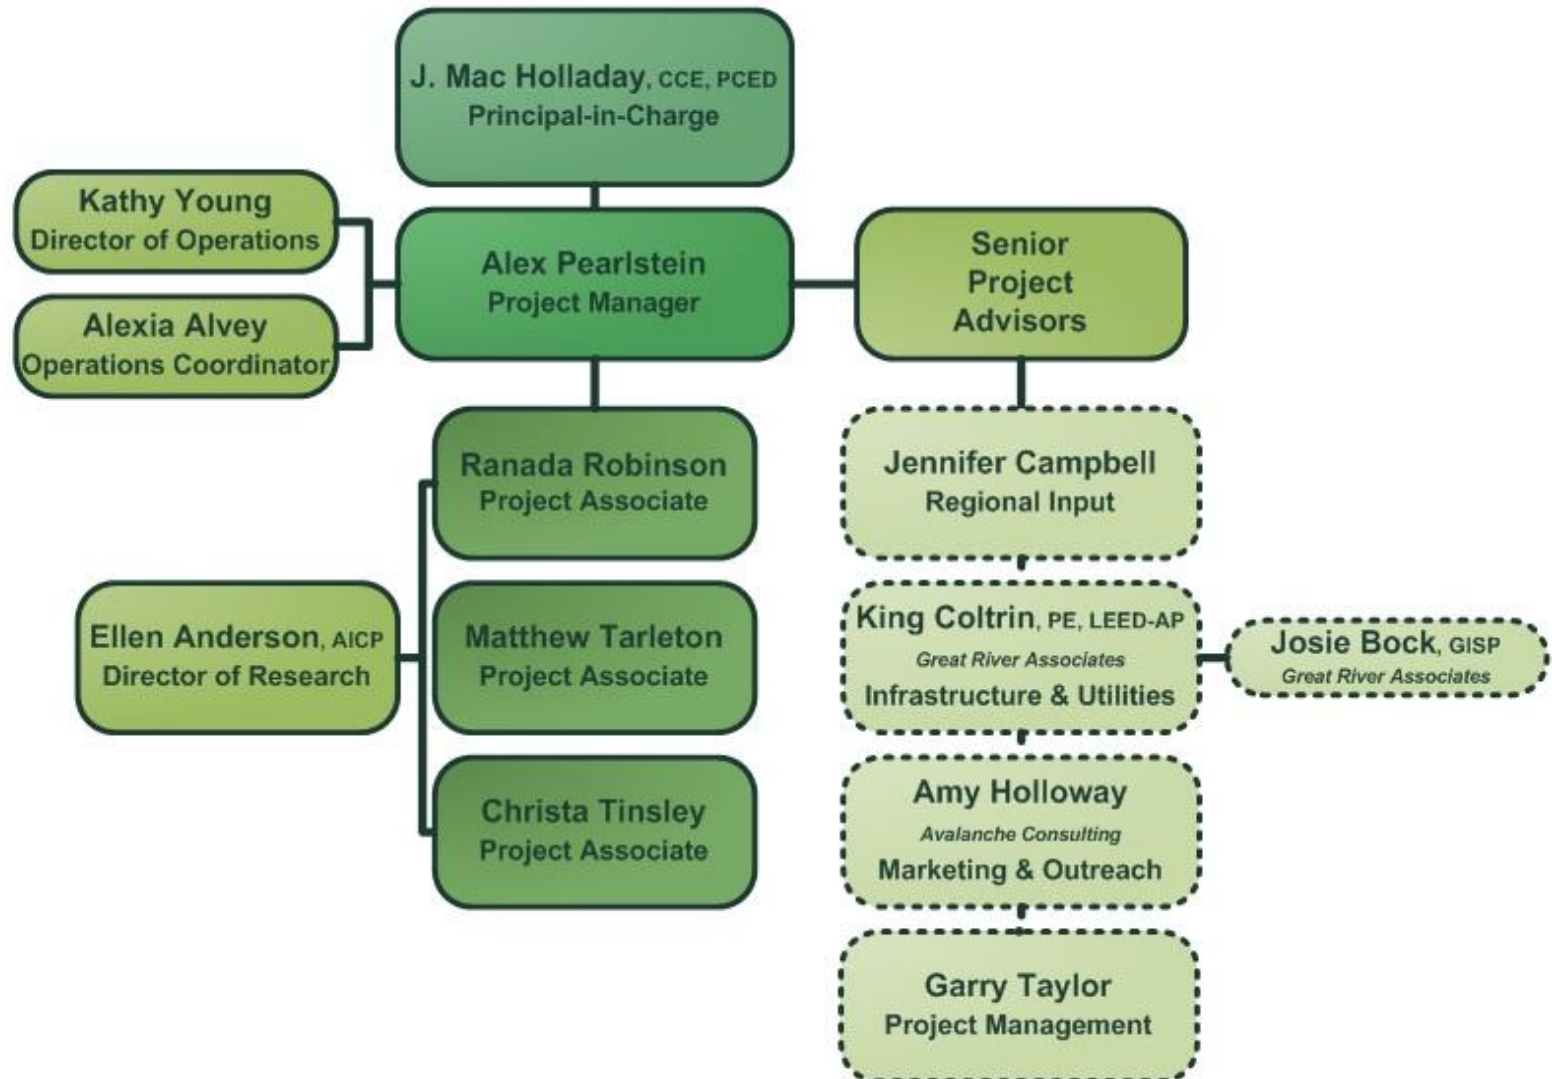 J. Mac Holladay, CCE, PCED
Principal-in-Charge
Kathy Young
Director of Operations
Alexia Alvey
Operations Coordinator
Alex Pearlstein
Project Manager
Senior
Project
Advisors
Ranada Robinson
Project Associate
Matthew Tarleton
Project Associate
Christa Tinsley
Project Associate
Ellen Anderson, AICP
Director of Research
Jennifer Campbell
Regional Input
King Coltrin, PE, LEED-AP
Great River Associates
Infrastructure & Utilities
Josie Bock, GISP
Great River Associates
Amy Holloway
Avalanche Consulting
Marketing & Outreach
Garry Taylor
Project Management